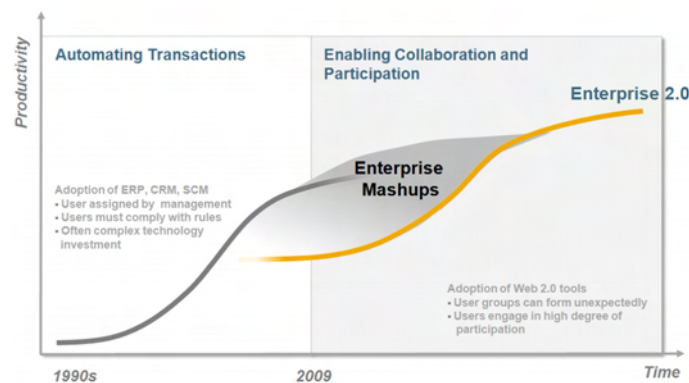 Productivity
Automating Transactions
Enabling Collaboration and
Participation
Enterprise 2.0
Enterprise
Mashups
Adoption of ERP, CRM, SCM
• User assigned by management
• Users must comply with rules
• Often complex technology
investment
Adoption of Web 2.0 tools
• User groups can form unexpectedly
• Users engage in high degree of
participation
1990s
2009
Time